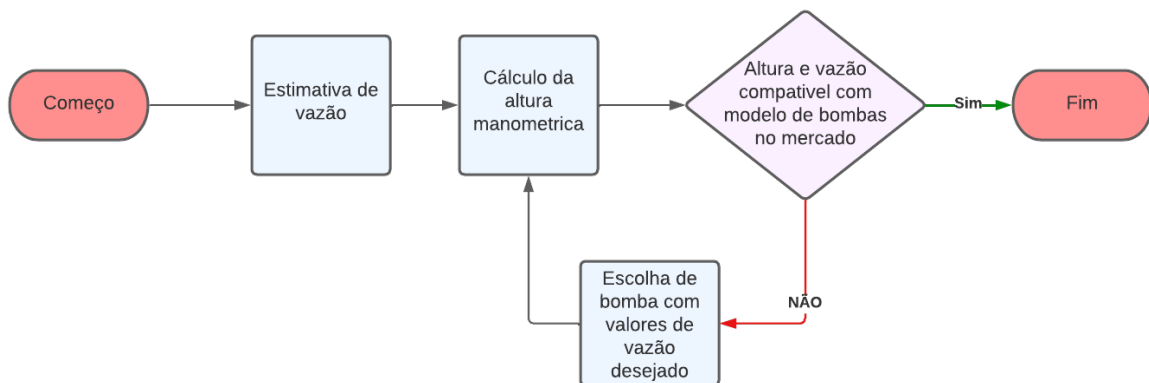 Começo
Estimativa de
vazão
Cálculo da
altura
manometrica
Altura e vazão
compativel com
modelo de bombas
no mercado
Sim
Fim
NÃO
Escolha de
bomba com
valores de
vazão
desejado